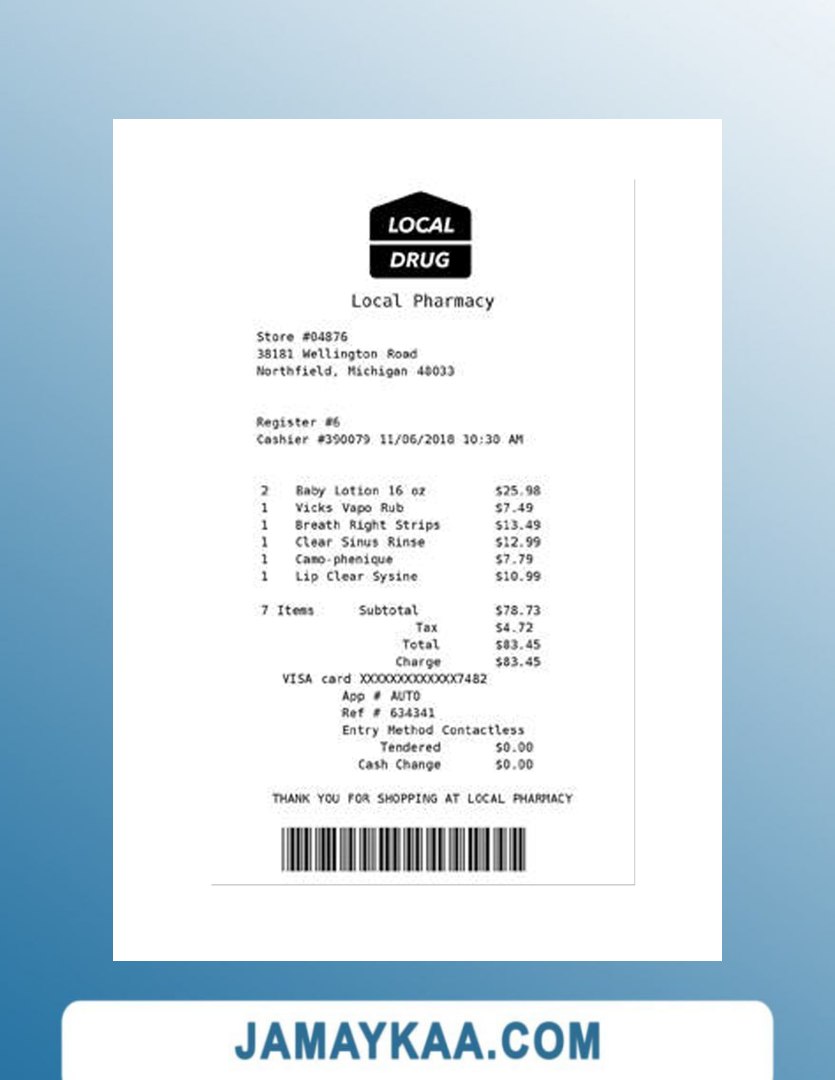 LOCAL
DRUG
Local Pharmacy
Store #04876
38181 Wellington Road
Northfield, Michigan 48033
Register #6
Cashier #390079 11/06/2018 10:30 AM
2 Baby Lotion 16 oz $25.98
1 Vicks Vapo Rub $7.49
1 Breath Right Strips $13.49
1 Clear Sinus Rinse $12.99
1 Camo-phenique $7.79
1 Lip Clear Sysine $10.99
7 Items Subtotal $78.73
Tax $4.72
Total $83.45
Charge $83.45
VISA card XXXXXXXXXXXXX7482
App # AUTO
Ref # 634341
Entry Method Contactless
Tendered $0.00
Cash Change $0.00
THANK YOU FOR SHOPPING AT LOCAL PHARMACY
JAMAYKAA.COM